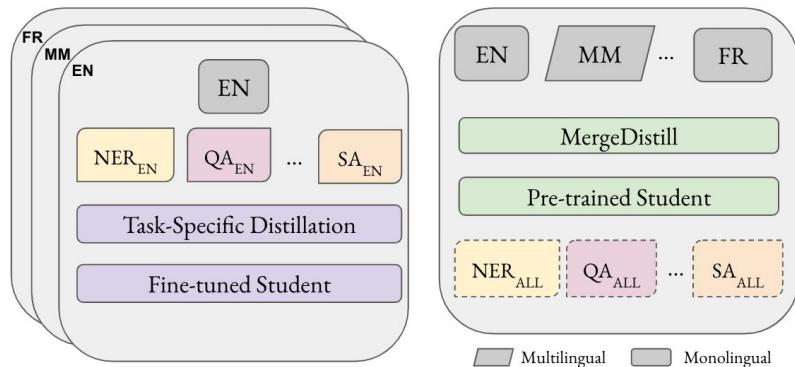 FR
MM
EN
EN
NER_EN QA_EN ... SA_EN
Task-Specific Distillation
Fine-tuned Student
EN MM ... FR
MergeDistill
Pre-trained Student
NER_ALL QA_ALL ... SA_ALL
Multilingual Monolingual